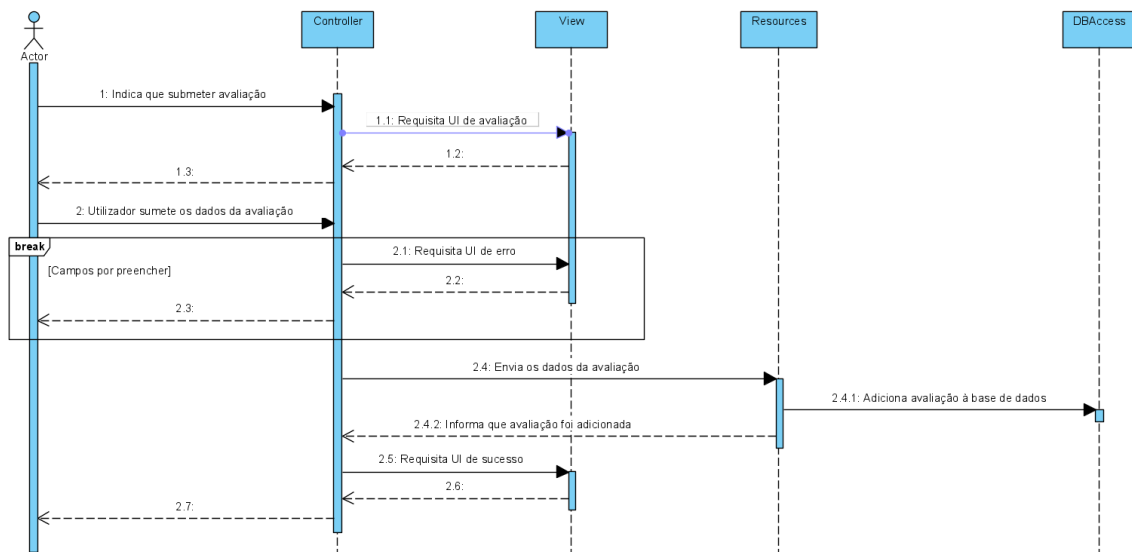 Controller
View
Resources
DBAccess
Actor
1: Indica que submeter avaliação
1.1: Requisita UI de avaliação
1.2:
1.3:
2: Utilizador sumete os dados da avaliação
break
2.1: Requisita UI de erro
[Campos por preencher]
2.2:
2.3:
2.4: Envia os dados da avaliação
2.4.1: Adiciona avaliação à base de dados
2.4.2: Informa que avaliação foi adicionada
2.5: Requisita UI de sucesso
2.6:
2.7: